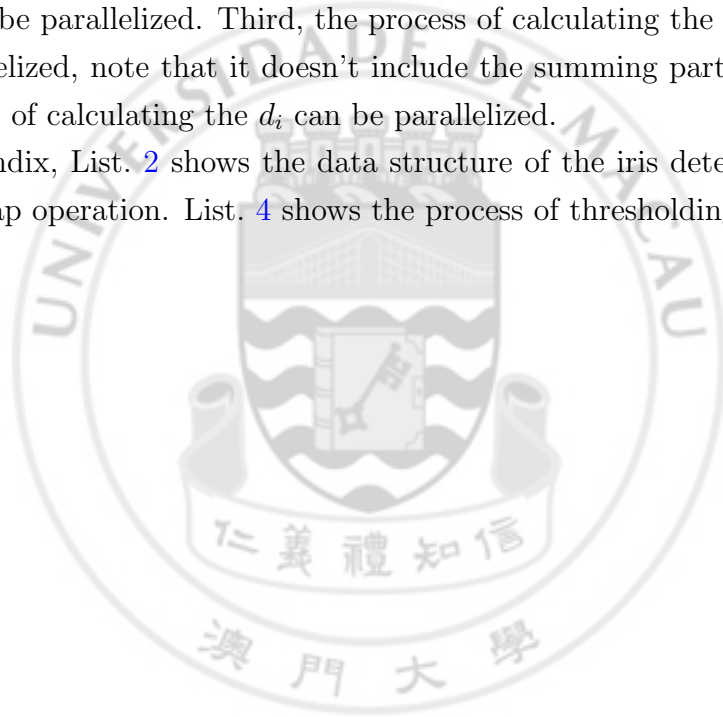 be parallelized. Third, the process of calculating the
elized, note that it doesn't include the summing part
of calculating the dᵢ can be parallelized.
ndix, List. 2 shows the data structure of the iris dete
ap operation. List. 4 shows the process of thresholding,
UNIVERSIDADE DE MACAU
仁義禮知信
澳門大學